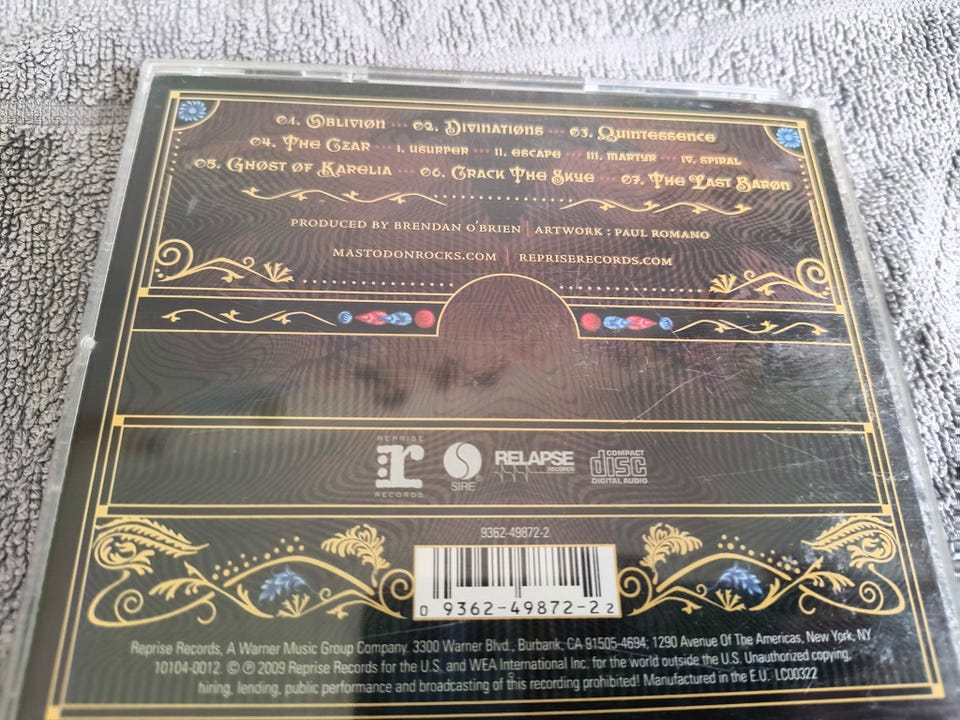 01. Oblivion ··· 02. Divinations ··· 03. Quintessence
04. The Czar ··· I. Usurper ··· II. Escape ··· III. Martyr ··· IV. Spiral
05. Ghost of Karelia ··· 06. Crack The Skye ··· 07. The Last Baron
PRODUCED BY BRENDAN O'BRIEN | ARTWORK : PAUL ROMANO
MASTODONROCKS.COM | REPRISERECORDS.COM
REPRISE
r
RECORDS
S
SIRE
RELAPSE
RECORDS
COMPACT
disc
DIGITAL AUDIO
9362-49872-2
0 9362-49872-2 2
Reprise Records, A Warner Music Group Company. 3300 Warner Blvd., Burbank, CA 91505-4694; 1290 Avenue Of The Americas, New York, NY
10104-0012. © ℗ 2009 Reprise Records for the U.S. and WEA International Inc. for the world outside the U.S. Unauthorized copying,
hiring, lending, public performance and broadcasting of this recording prohibited! Manufactured in the E.U. LC00322